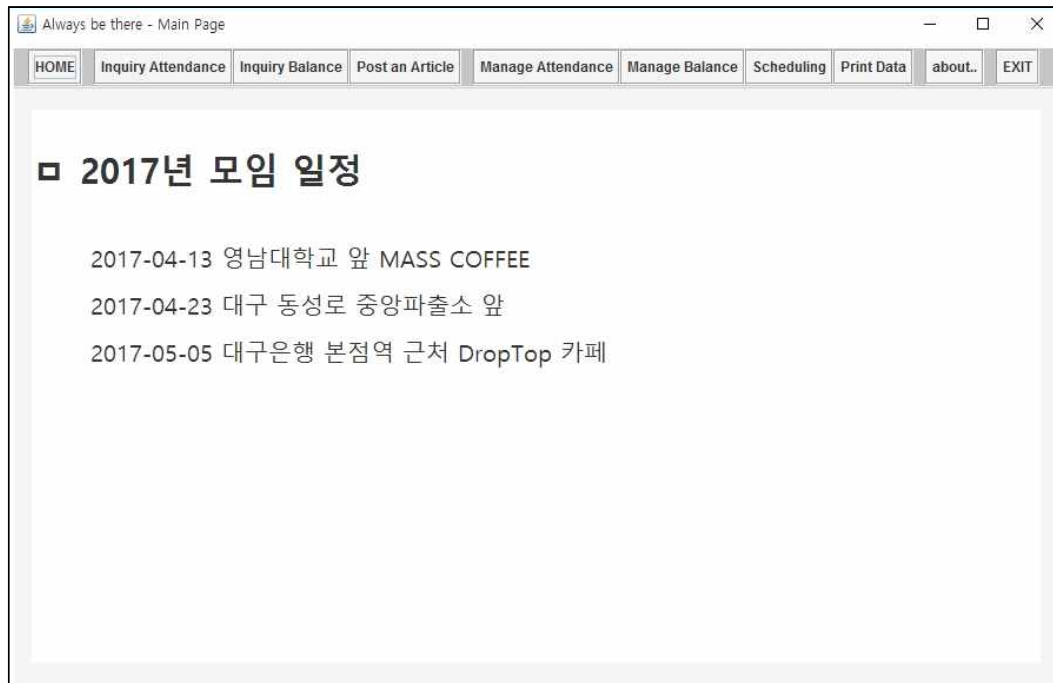 Always be there - Main Page
HOME Inquiry Attendance Inquiry Balance Post an Article Manage Attendance Manage Balance Scheduling Print Data about.. EXIT
ㅁ 2017년 모임 일정
2017-04-13 영남대학교 앞 MASS COFFEE
2017-04-23 대구 동성로 중앙파출소 앞
2017-05-05 대구은행 본점역 근처 DropTop 카페